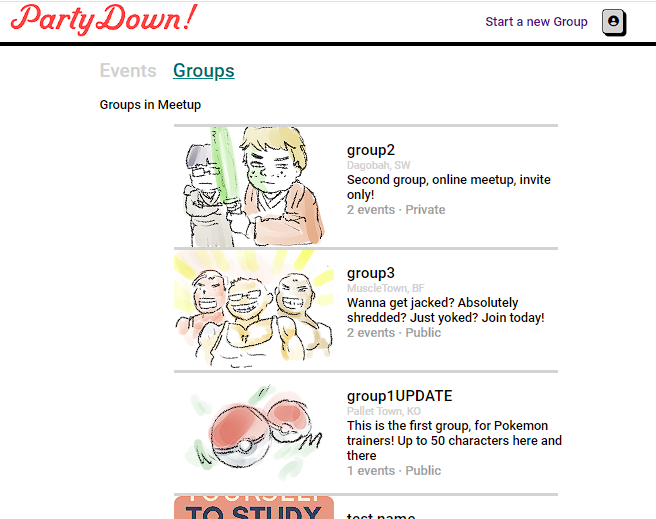 PartyDown!
Start a new Group
Events Groups
Groups in Meetup
group2
Dagobah, SW
Second group, online meetup, invite
only!
2 events · Private
group3
MuscleTown, BF
Wanna get jacked? Absolutely
shredded? Just yoked? Join today!
2 events · Public
group1UPDATE
Pallet Town, KO
This is the first group, for Pokemon
trainers! Up to 50 characters here and
there
1 events · Public
YOURSELF
TO STUDY
test name